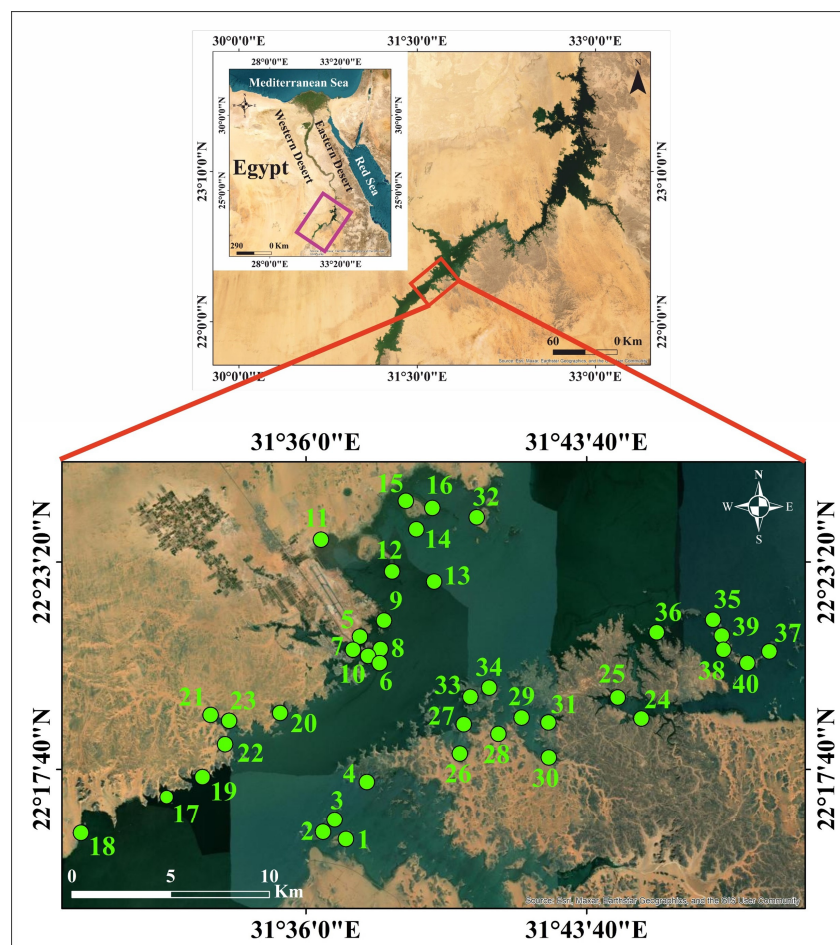 30°0'0"E 31°30'0"E 33°0'0"E
28°0'0"E 33°20'0"E
Mediterranean Sea
N
30°0'0"N
30°0'0"N
Western Desert
Eastern Desert
Egypt
Red Sea
25°0'0"N
25°0'0"N
23°10'0"N
23°10'0"N
290 0 Km
28°0'0"E 33°20'0"E
22°0'0"N
22°0'0"N
60 0 Km
30°0'0"E 31°30'0"E 33°0'0"E
31°36'0"E 31°43'40"E
N
W E
S
15 16 32
11 14
12 13
22°23'20"N
22°23'20"N
9
5 7 8
10 6
36 35 39 37
38 40
34 33
25 24
21 23 20
29 31
27 28
22
26 30
22°17'40"N
22°17'40"N
19 4
17 3
18 2 1
0 5 10
Km
Source: Esri, Maxar, Earthstar Geographics, and the GIS User Community
31°36'0"E 31°43'40"E